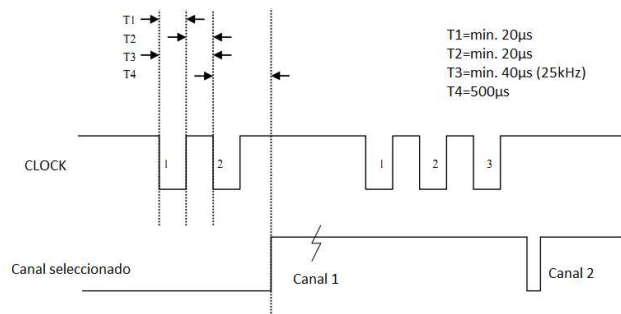 T1
T2
T3
T4
T1=min. 20µs
T2=min. 20µs
T3=min. 40µs (25kHz)
T4=500µs
CLOCK
1
2
1
2
3
Canal seleccionado
Canal 1
Canal 2